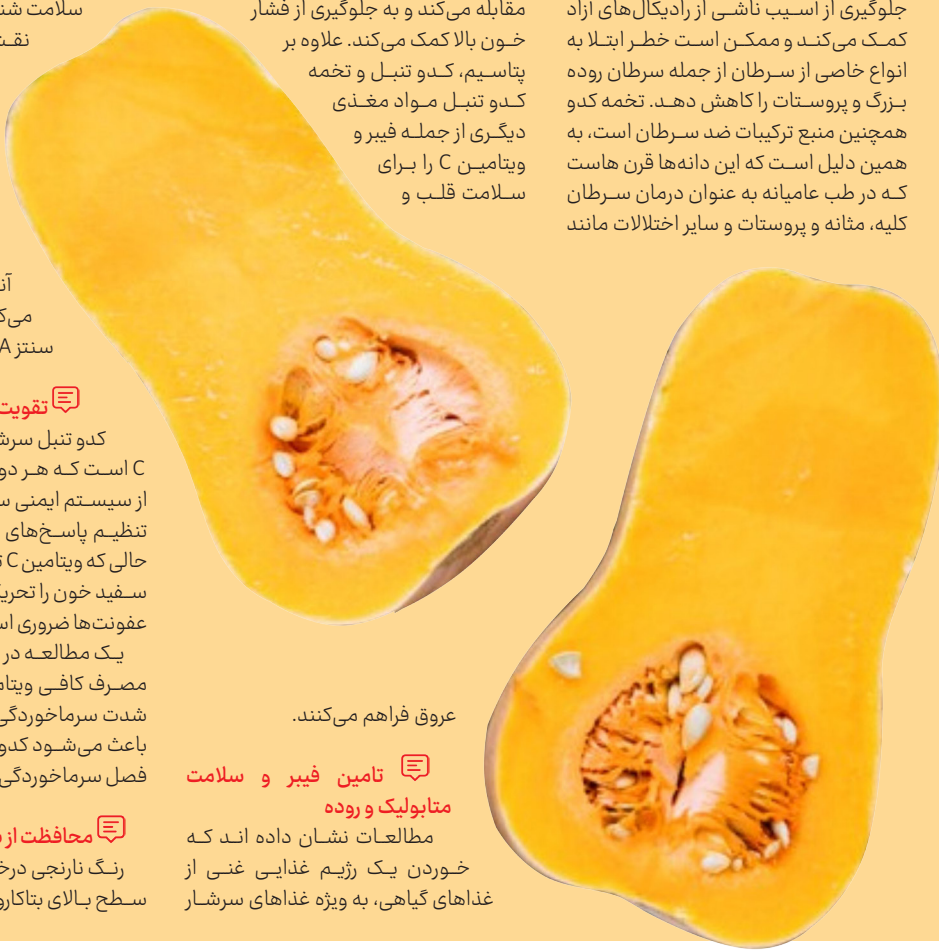 جلوگیری از آسیب ناشی از رادیکال‌های آزاد
کمک می‌کند و ممکن است خطر ابتلا به
انواع خاصی از سرطان از جمله سرطان روده
بزرگ و پروستات را کاهش دهد. تخمه کدو
همچنین منبع ترکیبات ضد سرطان است، به
همین دلیل است که این دانه‌ها قرن هاست
که در طب عامیانه به عنوان درمان سرطان
کلیه، مثانه و پروستات و سایر اختلالات مانند
مقابله می‌کند و به جلوگیری از فشار
خون بالا کمک می‌کند. علاوه بر
پتاسیم، کدو تنبل و تخمه
کدو تنبل مواد مغذی
دیگری از جمله فیبر و
ویتامین C را برای
سلامت قلب و
عروق فراهم می‌کنند.
تامین فیبر و سلامت
متابولیک و روده
مطالعات نشان داده اند که
خوردن یک رژیم غذایی غنی از
غذاهای گیاهی، به ویژه غذاهای سرشار
سلامت
سنتز A
تقویت
کدو تنبل
C است که هر دو
از سیستم ایمنی
تنظیم پاسخ‌های
حالی که ویتامین C
سفید خون را
عفونت‌ها ضروری
یک مطالعه در
مصرف کافی
شدت سرماخوردگی
باعث می‌شود کدو
فصل سرماخوردگی
محافظت از
رنگ نارنجی
سطح بالای